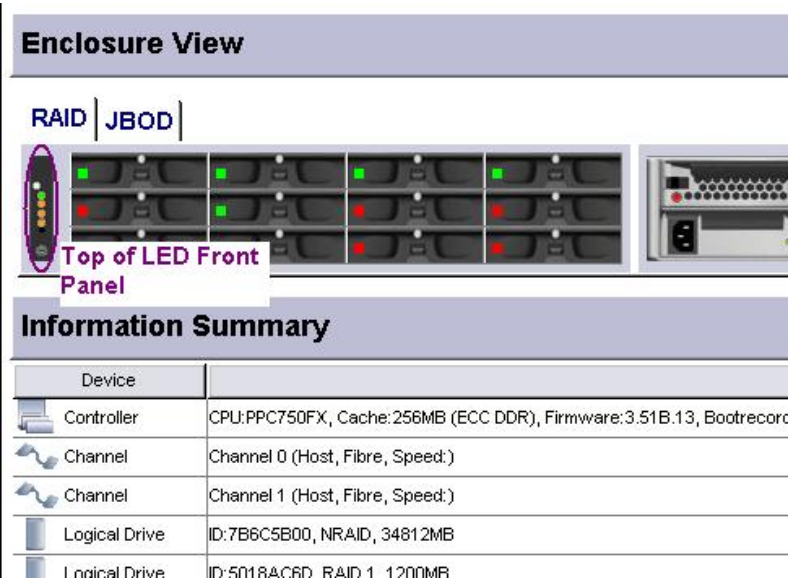 Enclosure View
RAID JBOD
Top of LED Front
Panel
Information Summary
Device
Controller CPU:PPC750FX, Cache:256MB (ECC DDR), Firmware:3.51B.13, Bootrecord
Channel Channel 0 (Host, Fibre, Speed:)
Channel Channel 1 (Host, Fibre, Speed:)
Logical Drive ID:7B6C5B00, NRAID, 34812MB
Logical Drive ID:5018AC6D, RAID 1, 1200MB